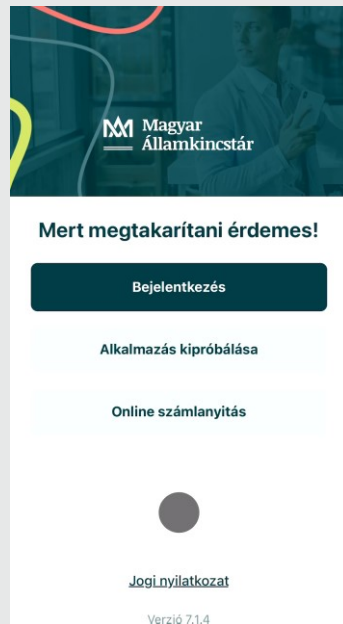 Magyar
Államkincstár
Mert megtakarítani érdemes!
Bejelentkezés
Alkalmazás kipróbálása
Online számlanyitás
Jogi nyilatkozat
Verzió 7.1.4